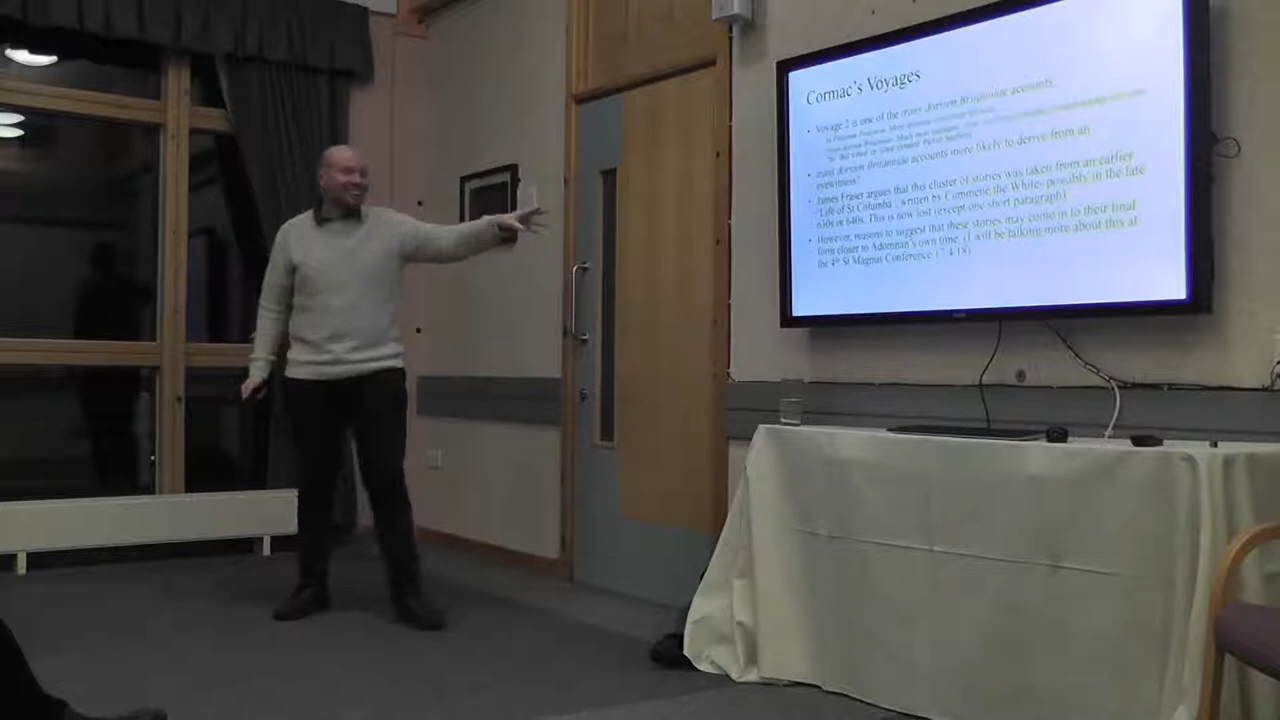 Cormac's Voyages
• Voyage 2 is one of the trans dorsum Britanniae accounts.
• trans dorsum Britanniae accounts more likely to derive from an
eyewitness?
• James Fraser argues that this cluster of stories was taken from an earlier
'Life of St Columba', written by Cummene the White, possibly in the late
630s or 640s. This is now lost (except one short paragraph)
• However, reasons to suggest that these stories may come in to their final
form closer to Adomnán's own time. (I will be talking more about this at
the 4th St Magnus Conference 17/4/18)